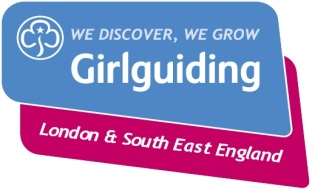 WE DISCOVER, WE GROW
Girlguiding
London & South East England